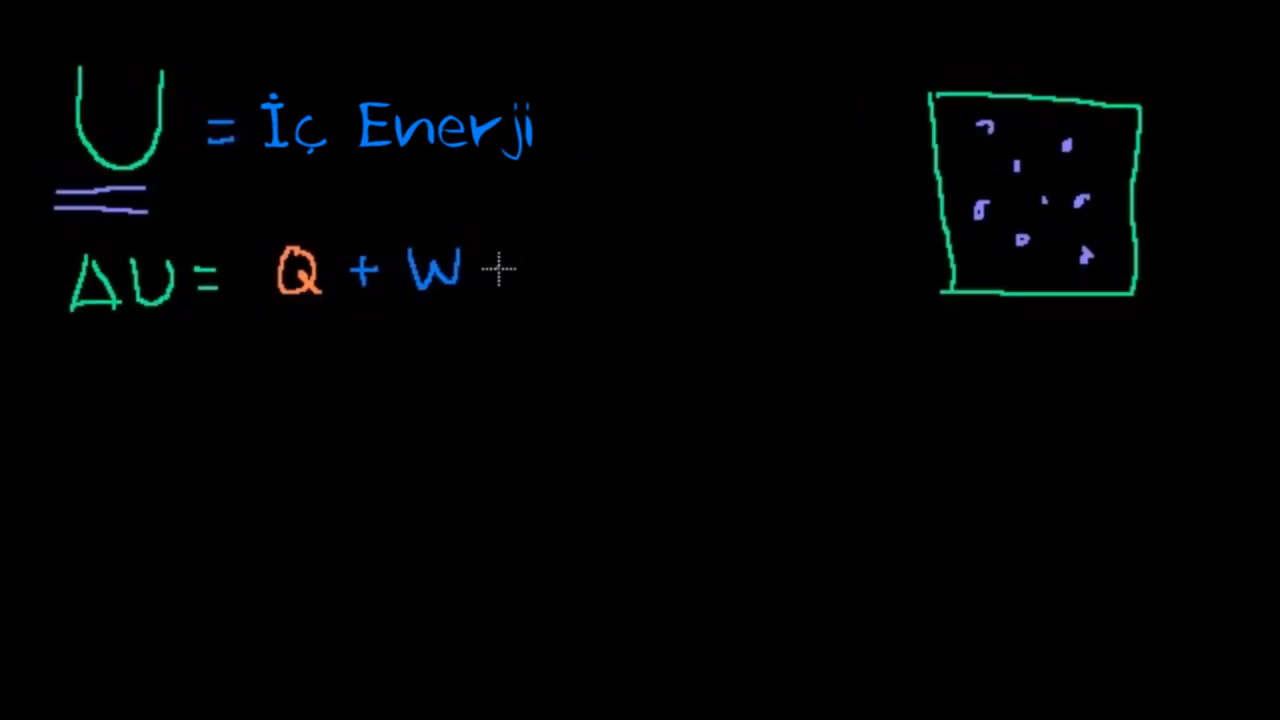 U = İç Enerji
ΔU = Q + W